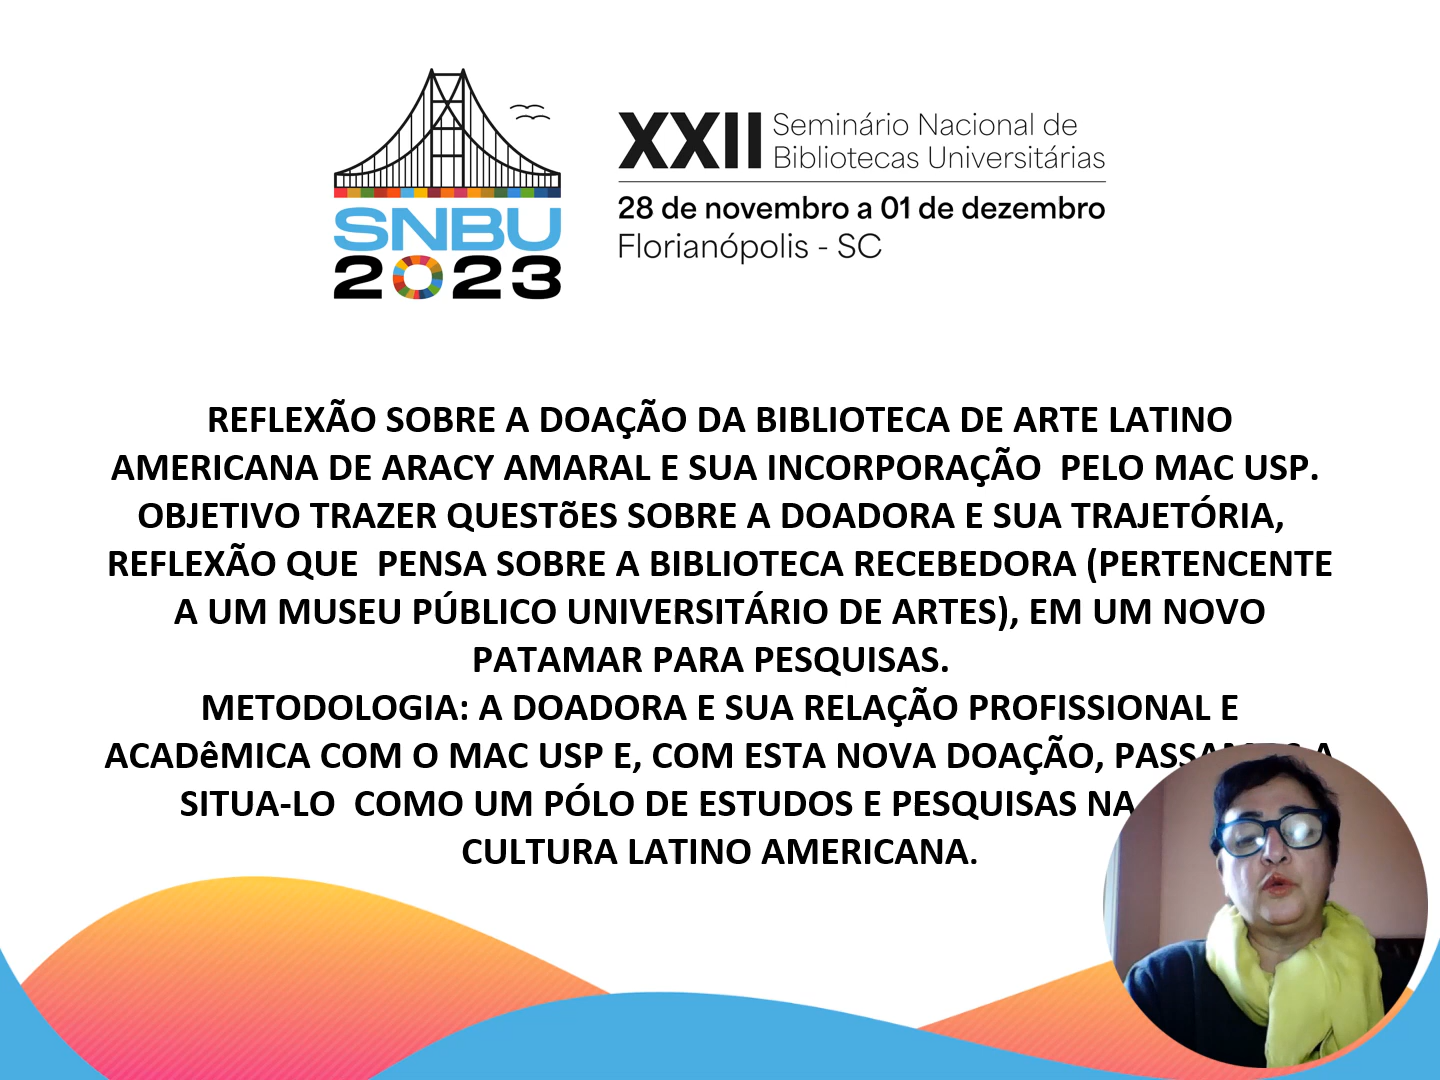 XXII Seminário Nacional de
Bibliotecas Universitárias
28 de novembro a 01 de dezembro
Florianópolis - SC
SNBU
2023
REFLEXÃO SOBRE A DOAÇÃO DA BIBLIOTECA DE ARTE LATINO
AMERICANA DE ARACY AMARAL E SUA INCORPORAÇÃO  PELO MAC USP.
OBJETIVO TRAZER QUESTõES SOBRE A DOADORA E SUA TRAJETÓRIA,
REFLEXÃO QUE  PENSA SOBRE A BIBLIOTECA RECEBEDORA (PERTENCENTE
A UM MUSEU PÚBLICO UNIVERSITÁRIO DE ARTES), EM UM NOVO
PATAMAR PARA PESQUISAS.
METODOLOGIA: A DOADORA E SUA RELAÇÃO PROFISSIONAL E
ACADêMICA COM O MAC USP E, COM ESTA NOVA DOAÇÃO, PASSAMOS A
SITUA-LO  COMO UM PÓLO DE ESTUDOS E PESQUISAS NA
CULTURA LATINO AMERICANA.